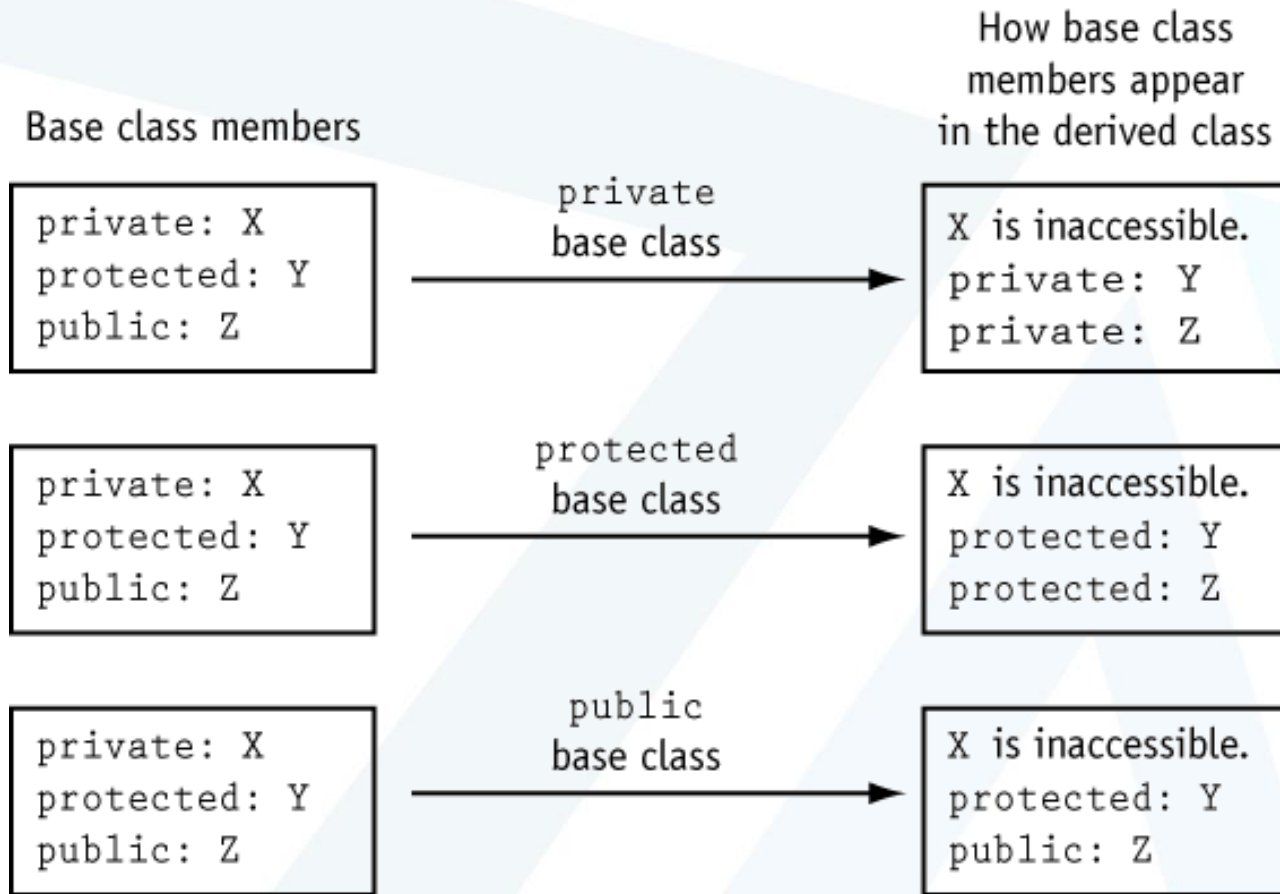 How base class
members appear
in the derived class
Base class members
private: X
protected: Y
public: Z
private
base class
X is inaccessible.
private: Y
private: Z
private: X
protected: Y
public: Z
protected
base class
X is inaccessible.
protected: Y
protected: Z
private: X
protected: Y
public: Z
public
base class
X is inaccessible.
protected: Y
public: Z